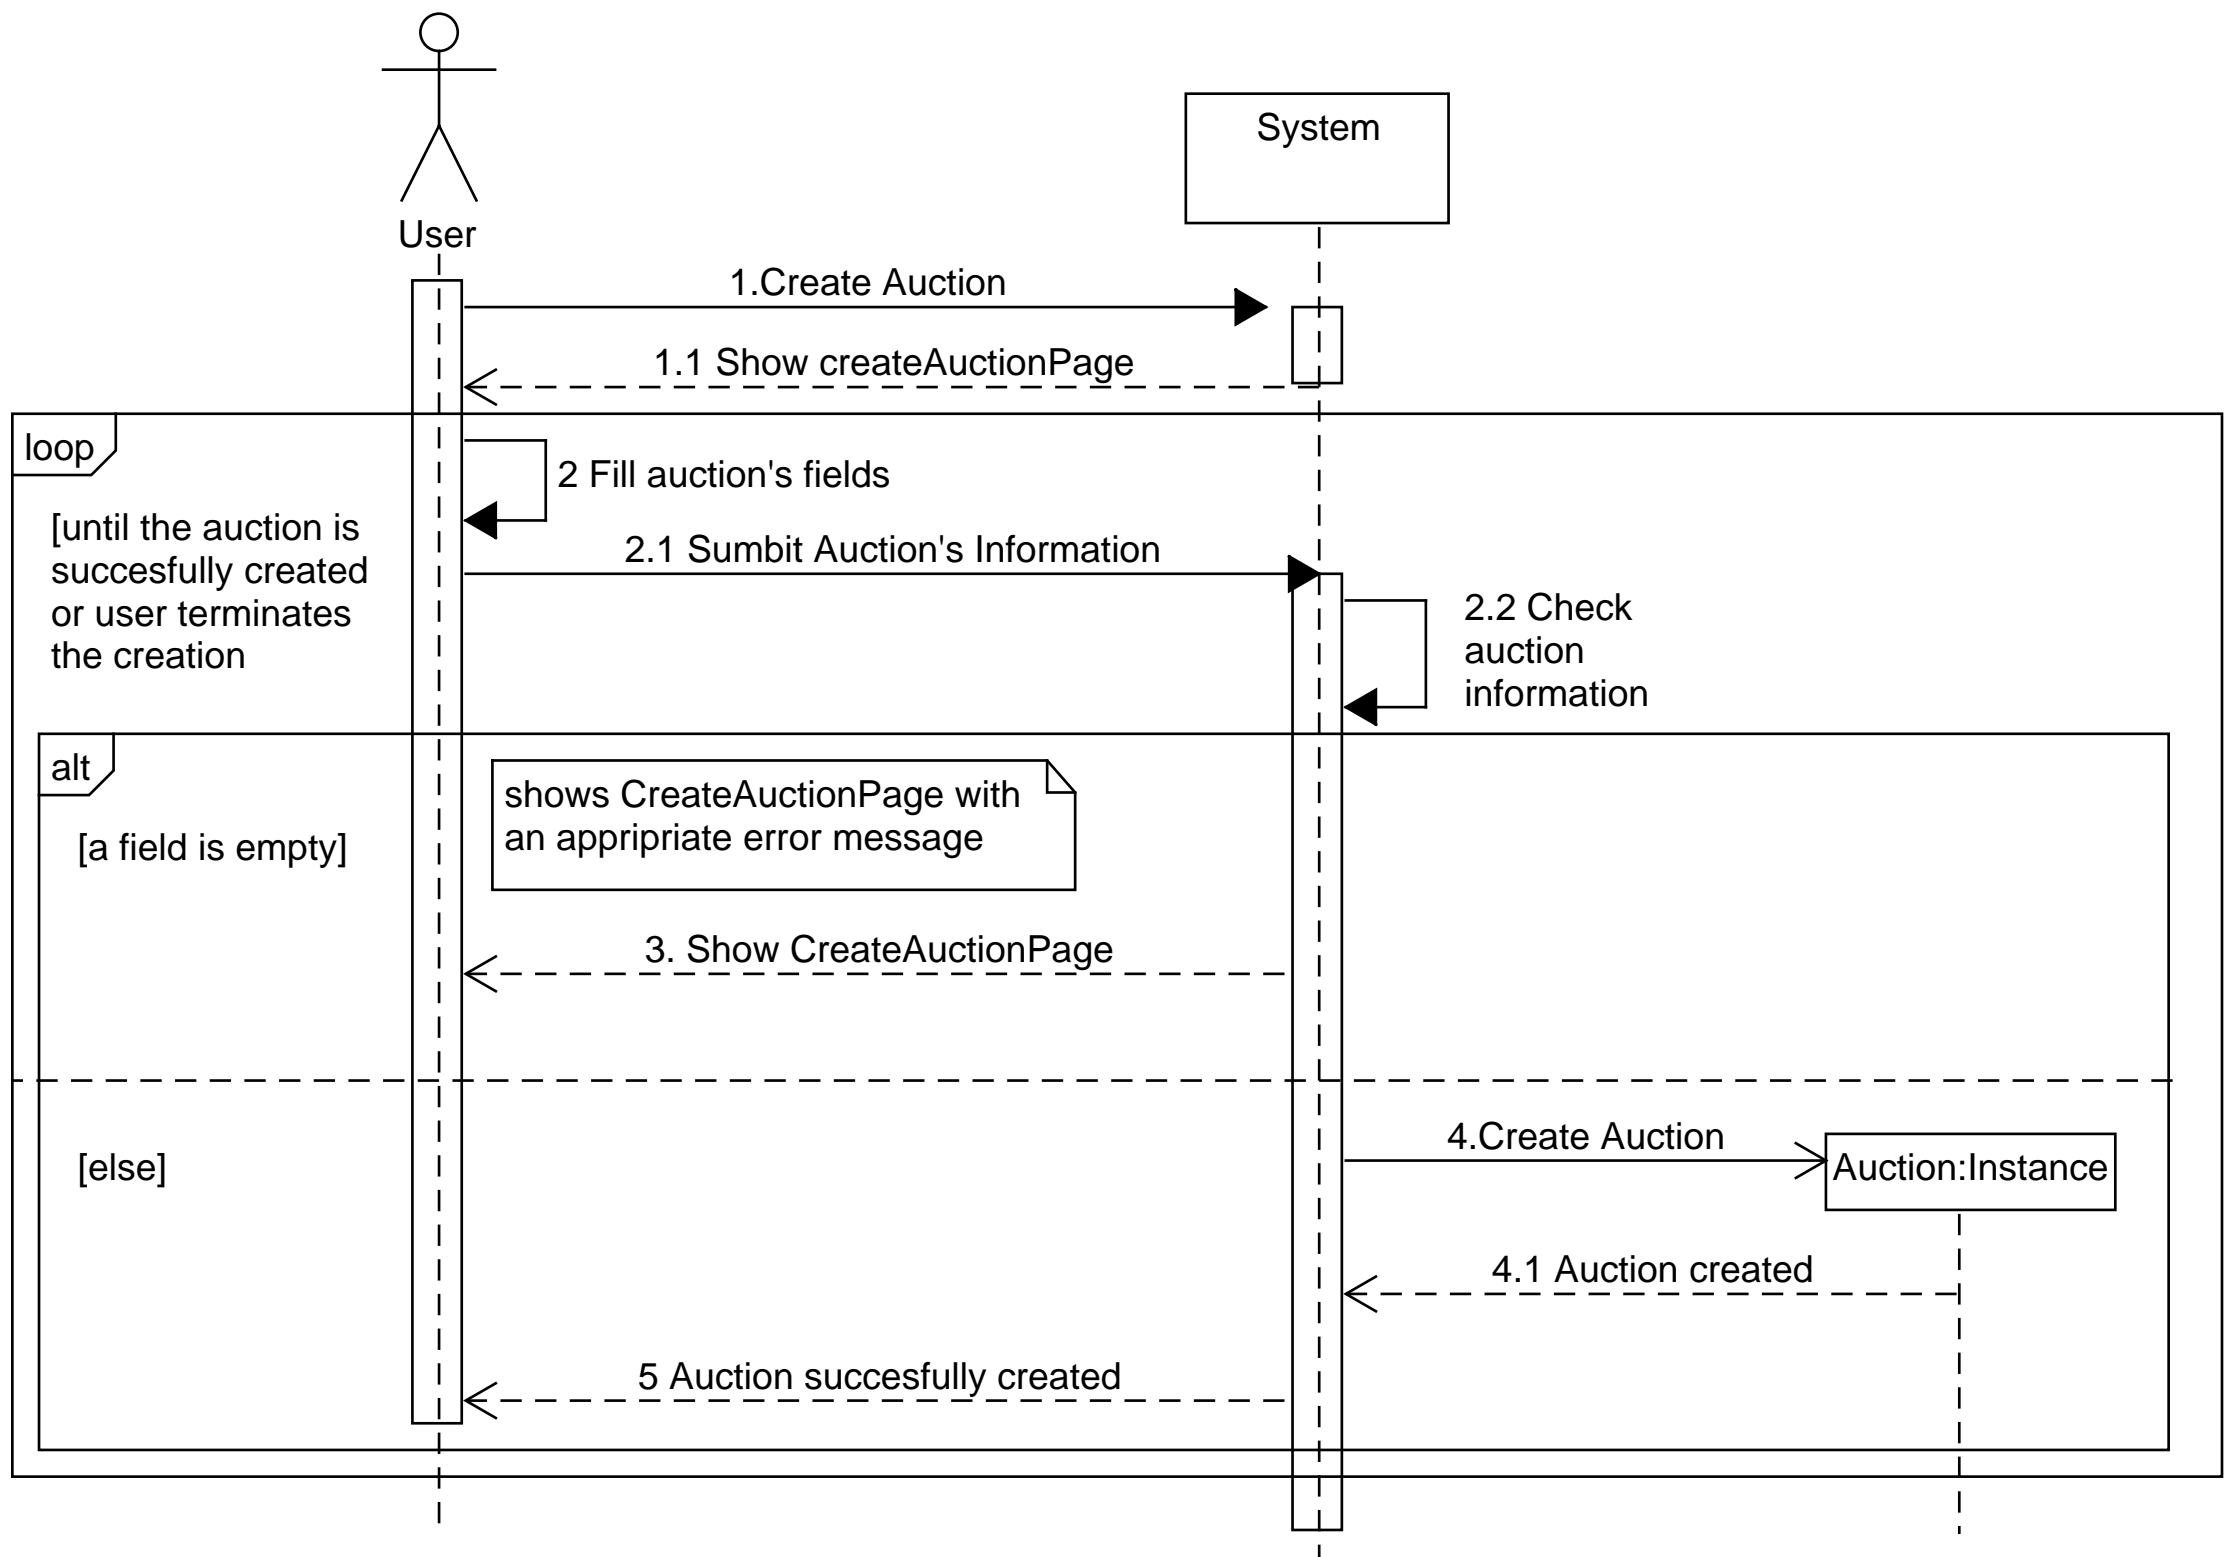 System
User
1.Create Auction
1.1 Show createAuctionPage
loop
2 Fill auction's fields
[until the auction is
succesfully created
or user terminates
the creation
2.1 Sumbit Auction's Information
2.2 Check
auction
information
alt
shows CreateAuctionPage with
an appripriate error message
[a field is empty]
3. Show CreateAuctionPage
4.Create Auction
[else]
Auction:Instance
4.1 Auction created
5 Auction succesfully created